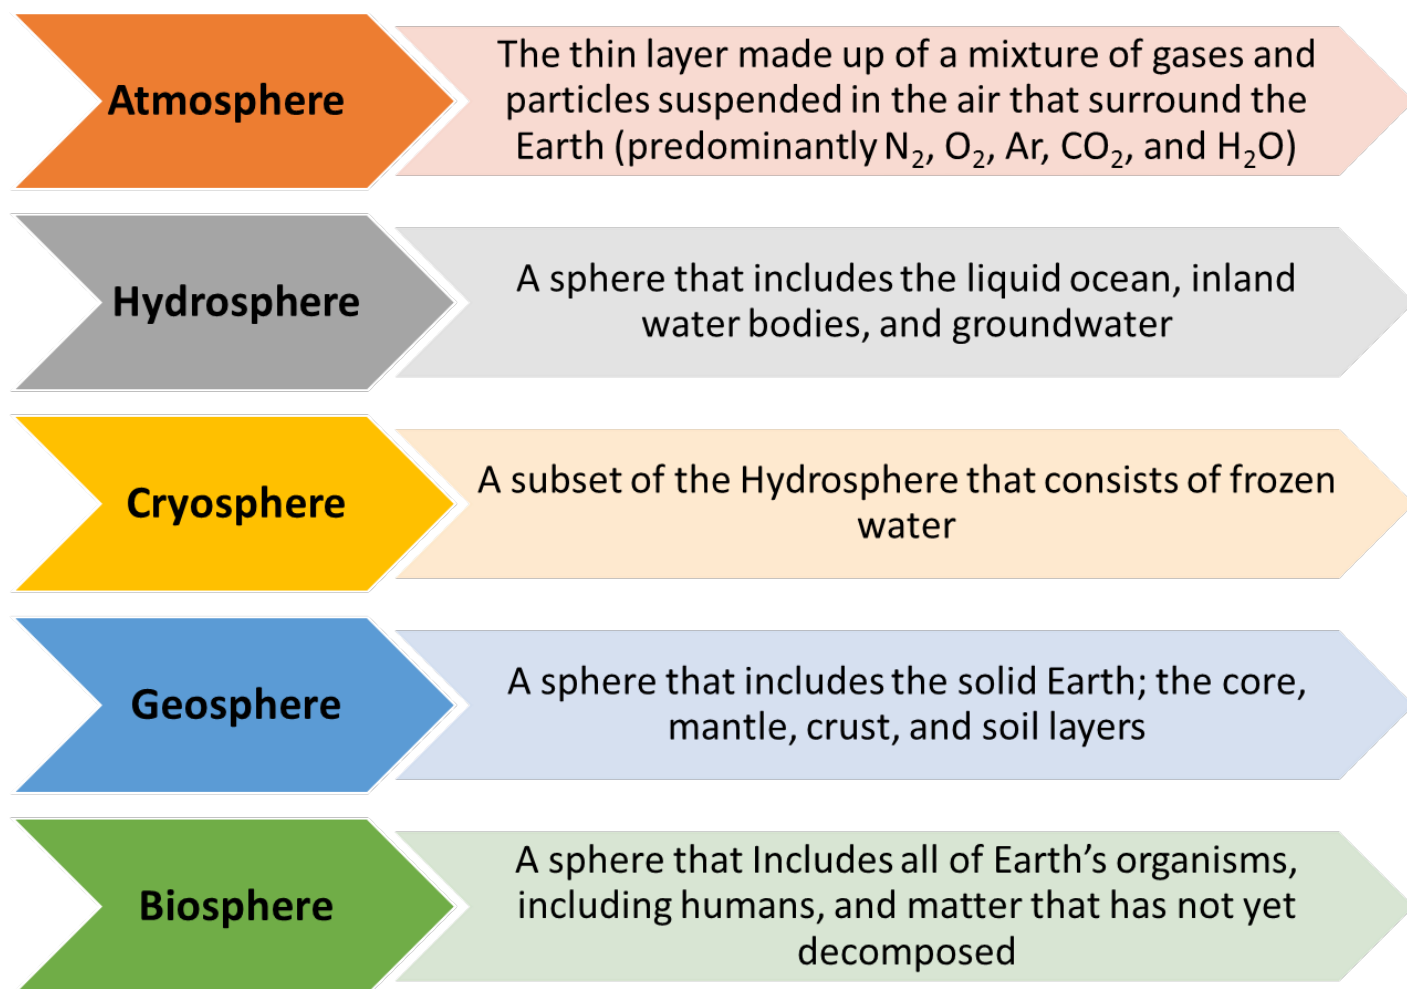 Atmosphere
The thin layer made up of a mixture of gases and
particles suspended in the air that surround the
Earth (predominantly N₂, O₂, Ar, CO₂, and H₂O)
Hydrosphere
A sphere that includes the liquid ocean, inland
water bodies, and groundwater
Cryosphere
A subset of the Hydrosphere that consists of frozen
water
Geosphere
A sphere that includes the solid Earth; the core,
mantle, crust, and soil layers
Biosphere
A sphere that Includes all of Earth’s organisms,
including humans, and matter that has not yet
decomposed